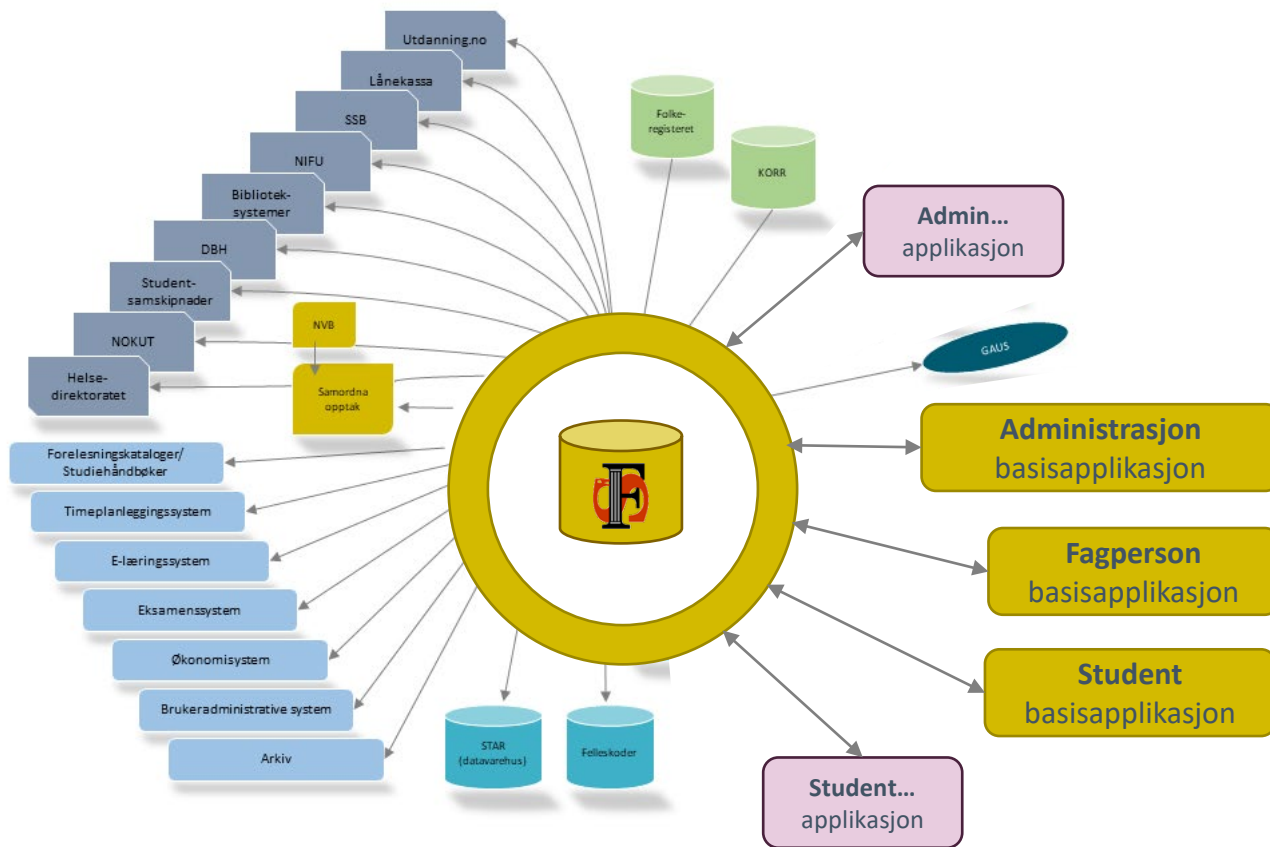 Utdanning.no
Lånekassa
SSB
NIFU
Bibliotek-
systemer
DBH
Student-
samskipnader
NOKUT
Helse-
direktoratet
NVB
Samordna
opptak
Folke-
registeret
KORR
Admin...
applikasjon
GAUS
Administrasjon
basisapplikasjon
Fagperson
basisapplikasjon
Student
basisapplikasjon
Student...
applikasjon
Forelesningskataloger/
Studiehåndbøker
Timeplanleggingssystem
E-læringssystem
Eksamenssystem
Økonomisystem
Brukeradministrative system
Arkiv
STAR
(datavarehus)
Felleskoder
F